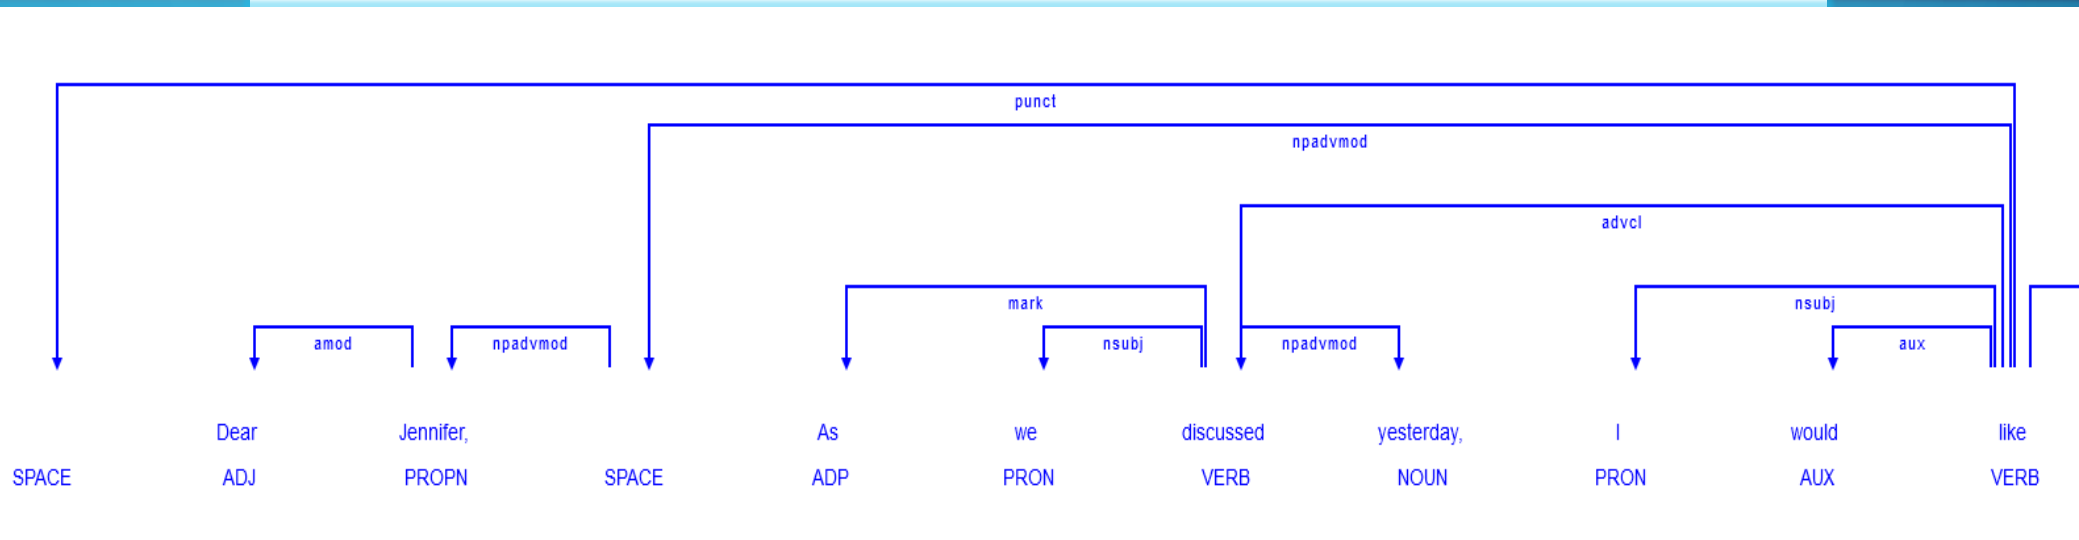 punct
npadvmod
advcl
mark nsubj
amod npadvmod nsubj npadvmod aux
Dear Jennifer, As we discussed yesterday, I would like
SPACE ADJ PROPN SPACE ADP PRON VERB NOUN PRON AUX VERB